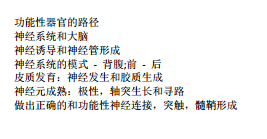 功能性器官的路径
神经系统和大脑
神经诱导和神经管形成
神经系统的模式 - 背腹;前 - 后
皮质发育：神经发生和胶质生成
神经元成熟：极性，轴突生长和寻路
做出正确的和功能性神经连接，突触，髓鞘形成